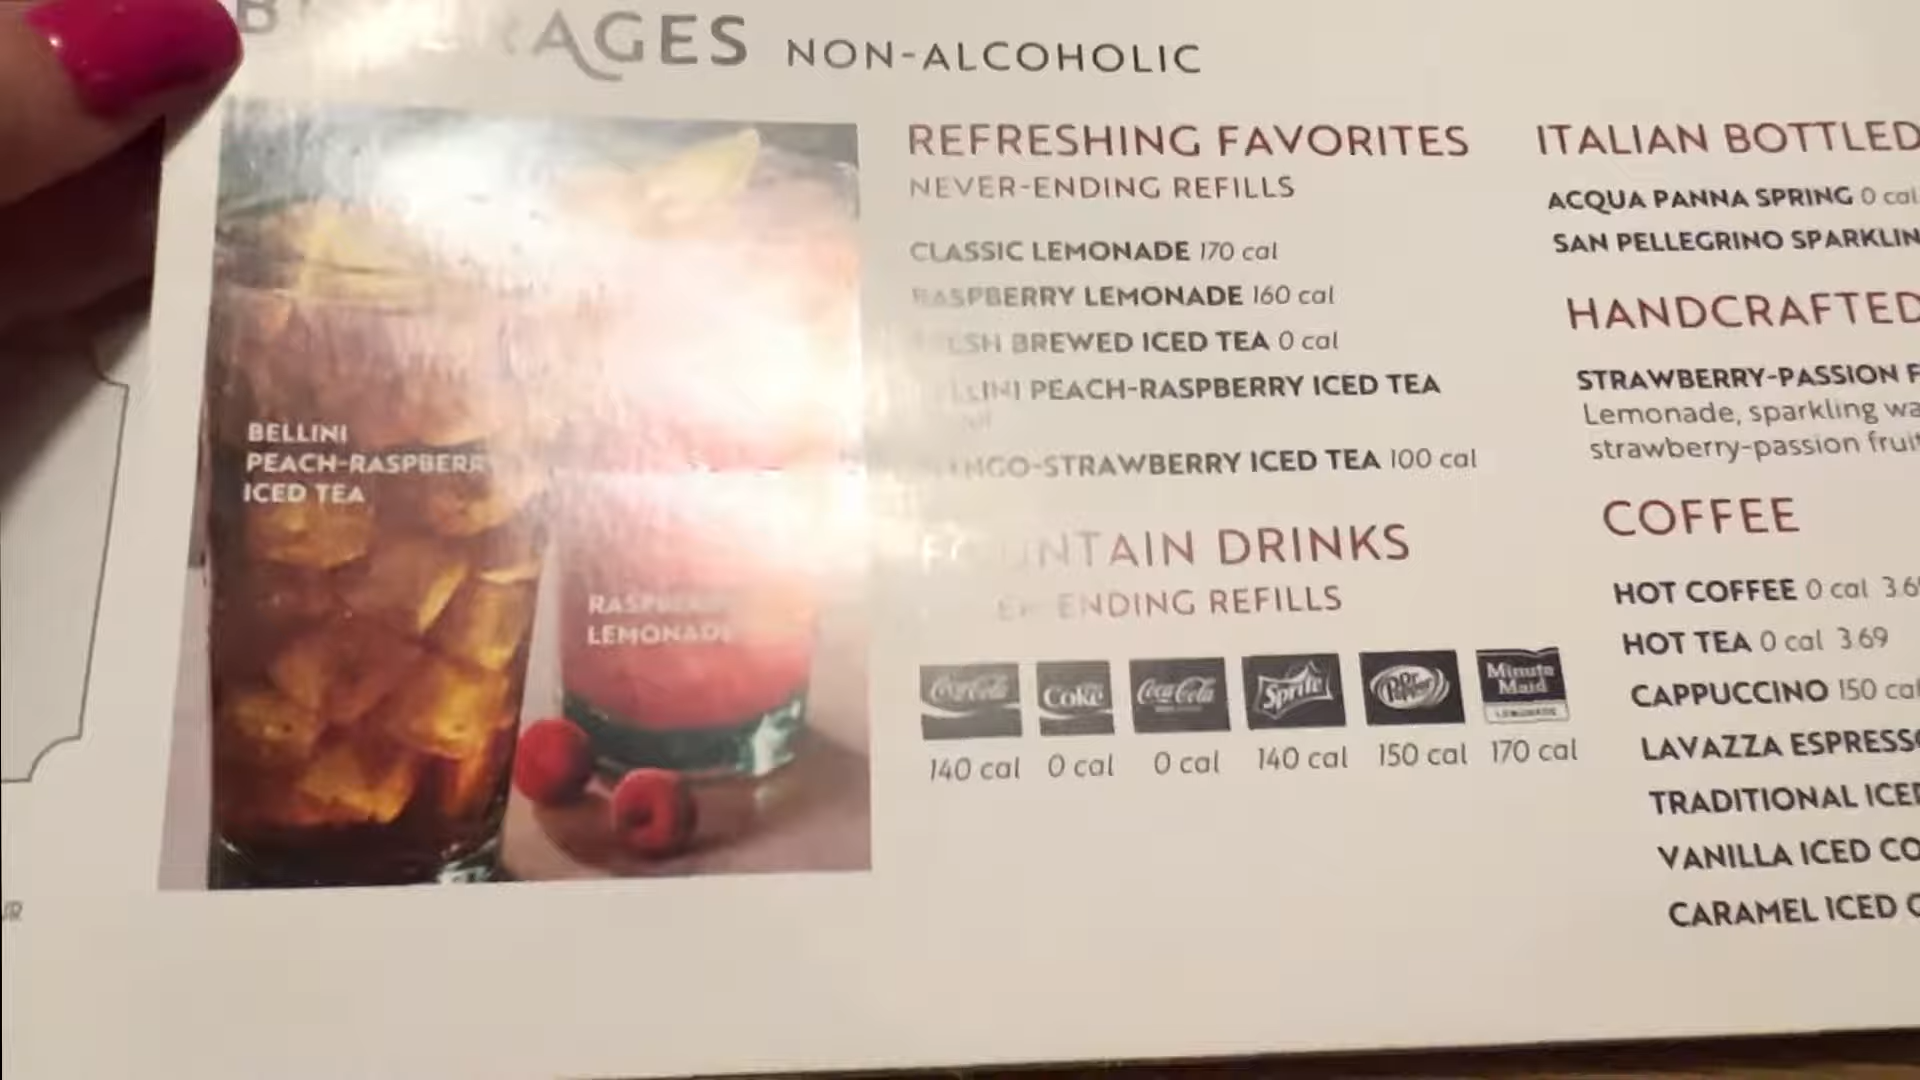 NON-ALCOHOLIC
BELLINI
PEACH-RASPBERR
ICED TEA
LEMONADE
REFRESHING FAVORITES
NEVER-ENDING REFILLS
CLASSIC LEMONADE 170 cal
RASPBERRY LEMONADE 160 cal
BREWED ICED TEA 0 cal
PEACH-RASPBERRY ICED TEA
STRAWBERRY ICED TEA 100 cal
FOUNTAIN DRINKS
ENDING REFILLS
Coca-Cola
Coke
Coca-Cola
Sprite
Dr Pepper
Minute
Maid
LEMONADE
140 cal 0 cal 0 cal 140 cal 150 cal 170 cal
ITALIAN BOTTLED
ACQUA PANNA SPRING 0 cal
SAN PELLEGRINO SPARKLIN
HANDCRAFTED
STRAWBERRY-PASSION F
Lemonade, sparkling wa
strawberry-passion fruit
COFFEE
HOT COFFEE 0 cal 3.6
HOT TEA 0 cal 3.69
CAPPUCCINO 150 cal
LAVAZZA ESPRESSO
TRADITIONAL ICED
VANILLA ICED CO
CARAMEL ICED C